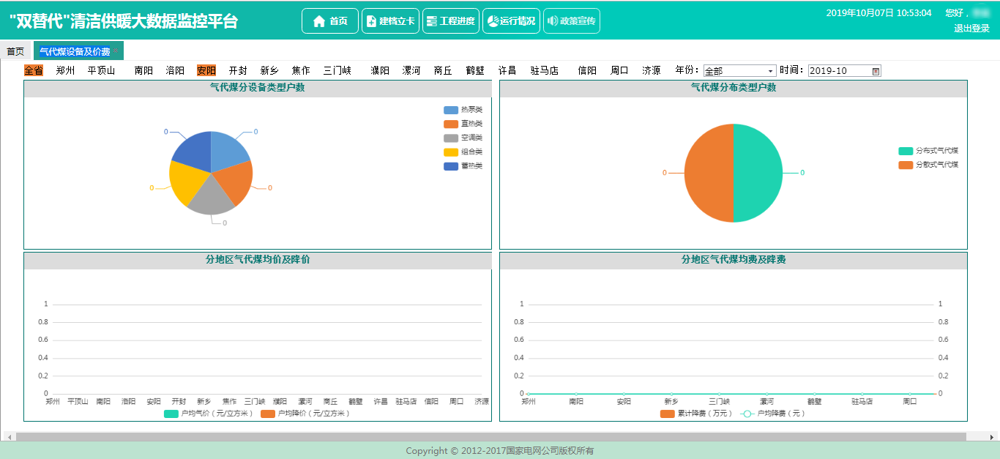 "双替代"清洁供暖大数据监控平台
首页 建档立卡 工程进度 运行情况 政策宣传
2019年10月07日 10:53:04 您好，
退出登录
首页 气代煤设备及价费 ×
全省 郑州 平顶山 南阳 洛阳 安阳 开封 新乡 焦作 三门峡 濮阳 漯河 商丘 鹤壁 许昌 驻马店 信阳 周口 济源 年份：全部 时间：2019-10
气代煤分设备类型户数
热泵类
直热类
空调类
组合类
蓄热类
0 0
0 0
0
气代煤分布类型户数
分布式气代煤
分散式气代煤
0 0
分地区气代煤均价及降价
1
0.8
0.6
0.4
0.2
0
郑州 平顶山 南阳 洛阳 安阳 开封 新乡 焦作 三门峡 濮阳 漯河 商丘 鹤壁 许昌 驻马店 信阳 周口 济源
户均气价（元/立方米） 户均降价（元/立方米）
分地区气代煤均费及降费
1 1
0.8 0.8
0.6 0.6
0.4 0.4
0.2 0.2
0 0
郑州 南阳 安阳 新乡 三门峡 漯河 鹤壁 驻马店 周口
累计降费（万元） 户均降费（元）
Copyright © 2012-2017国家电网公司版权所有